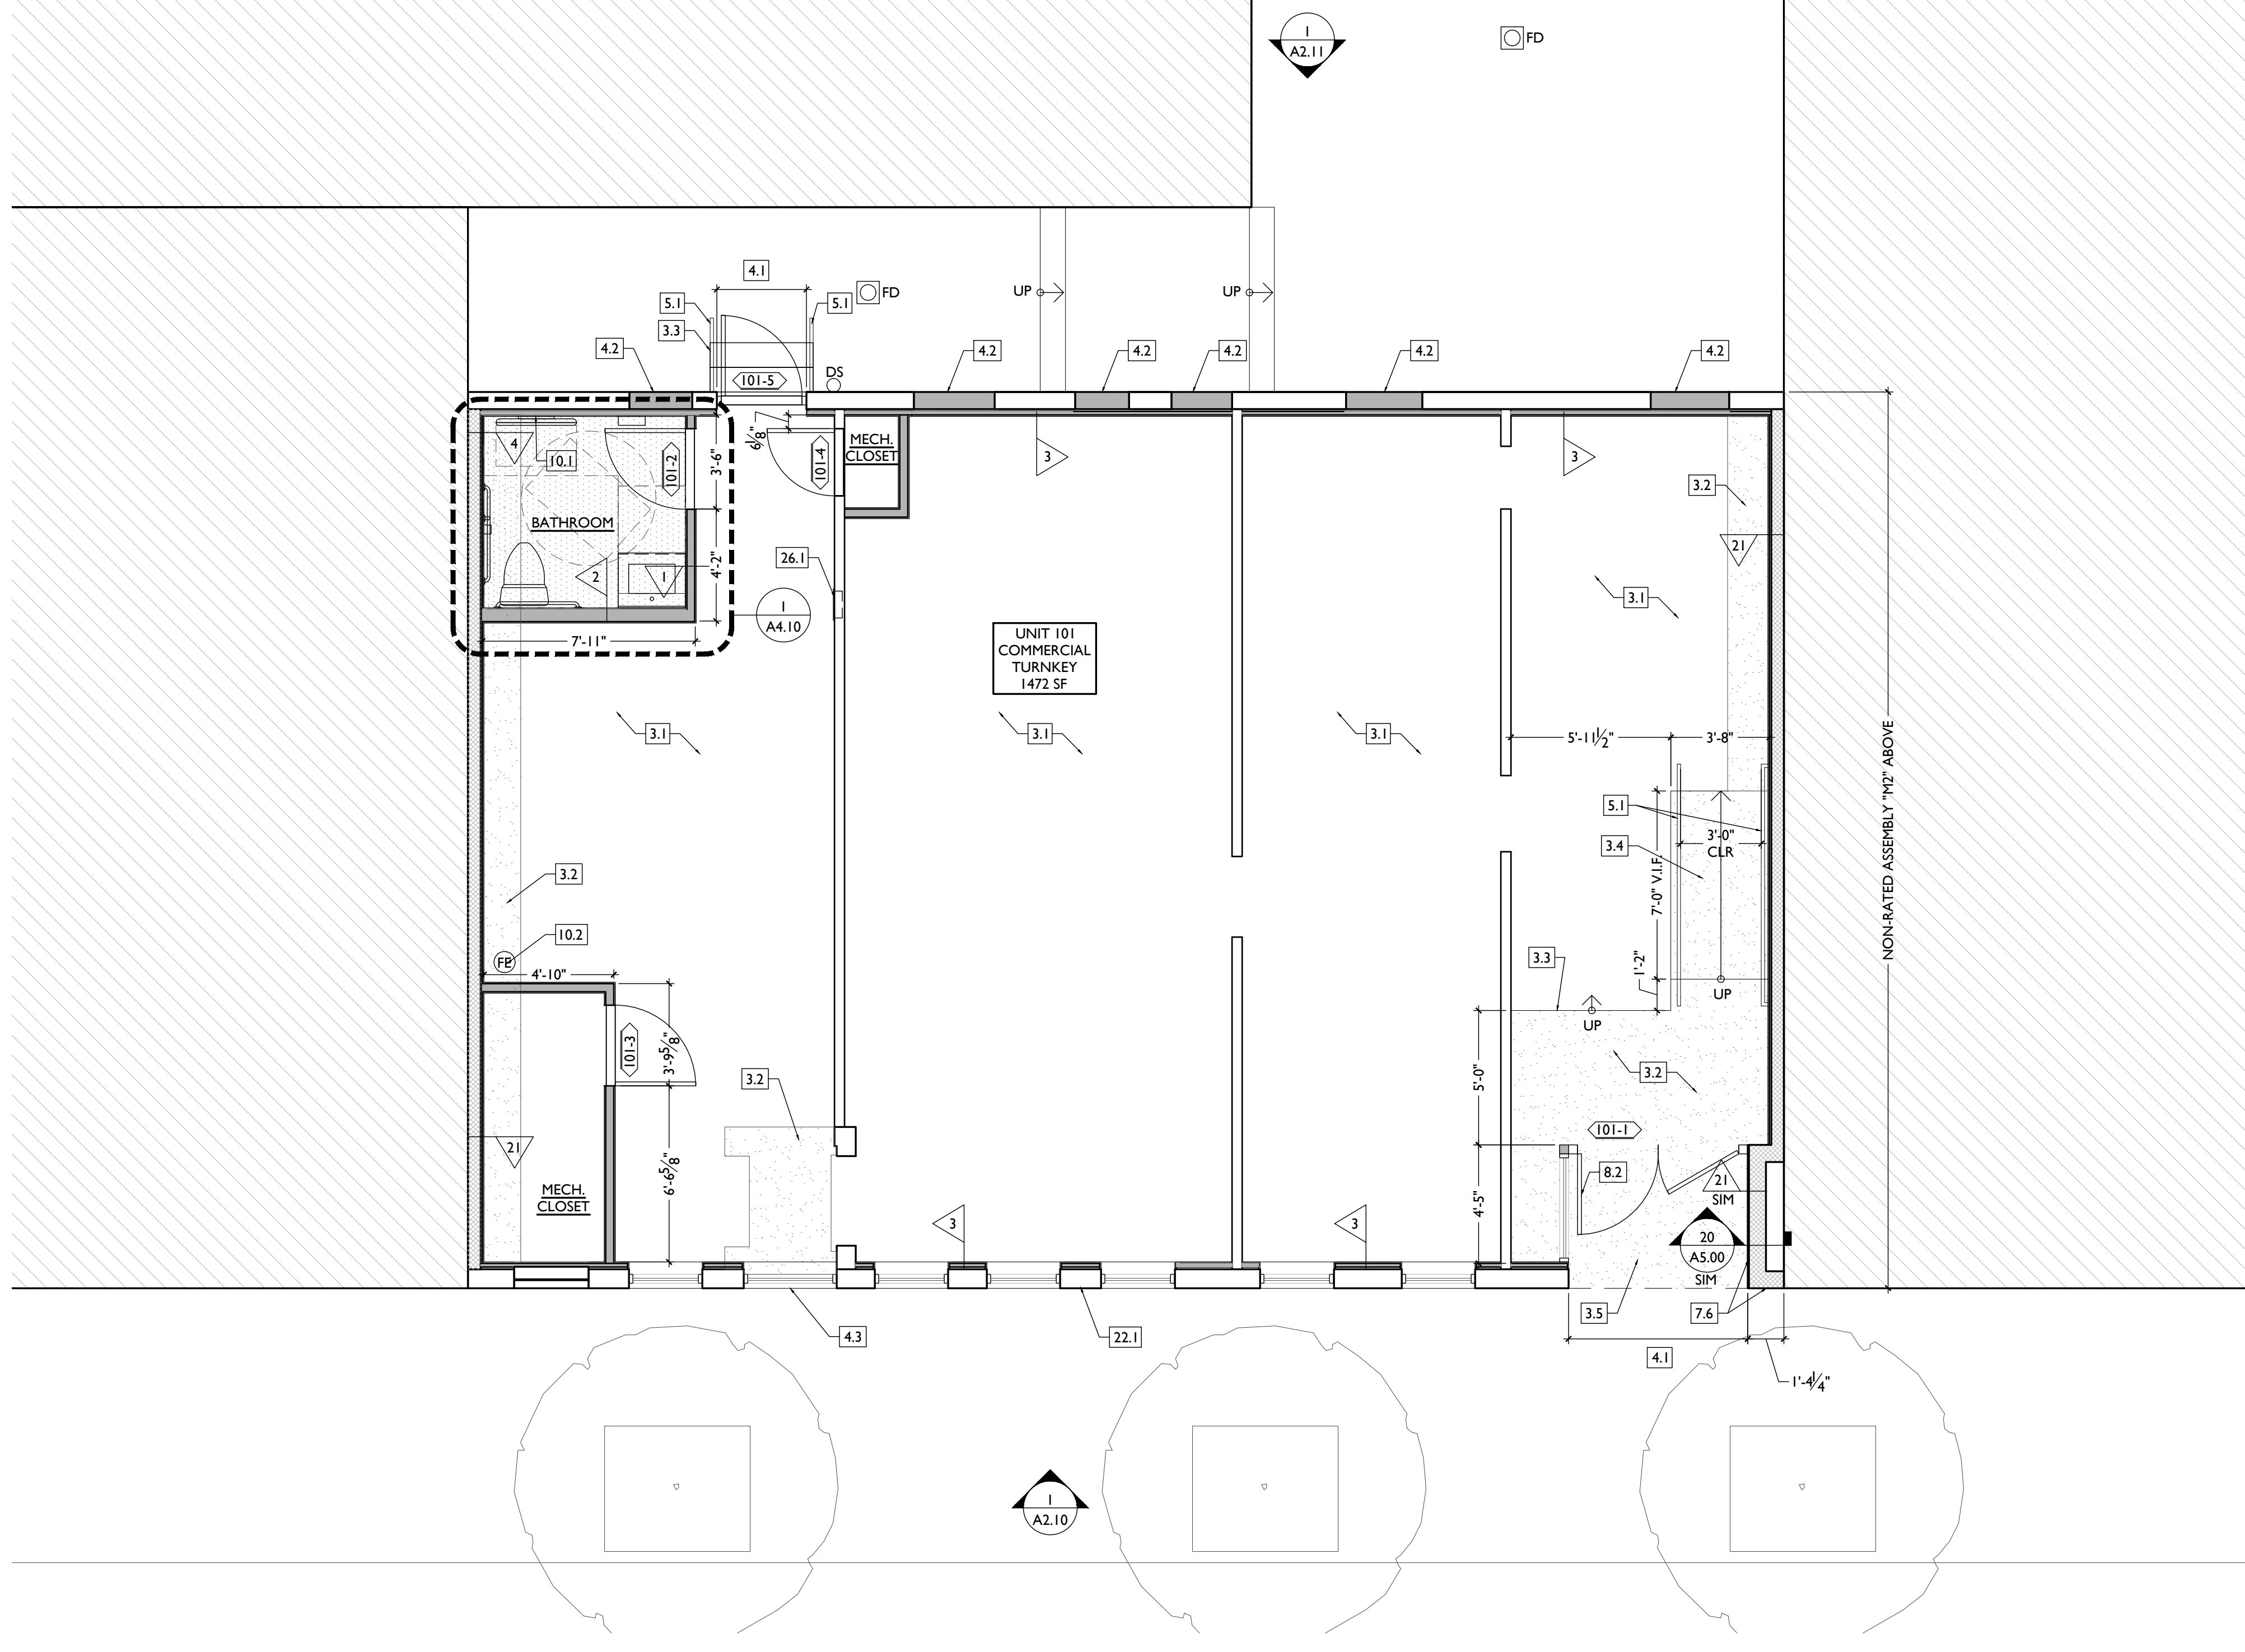 1
A2.11
FD
4.1
5.1
5.1
FD
3.3
UP
UP
4.2
4.2
4.2
4.2
4.2
4.2
DS
101-5
4
10.1
101-2
3'-6"
6 1/8"
101-4
MECH.
CLOSET
3
3
3.2
BATHROOM
21
2
1
4'-2"
26.1
3.1
1
A4.10
7'-11"
UNIT 101
COMMERCIAL
TURNKEY
1472 SF
3.1
3.1
3.1
5'-11 1/2"
3'-8"
NON-RATED ASSEMBLY "M2" ABOVE
5.1
3'-0"
CLR
3.4
7'-0" V.I.F.
3.2
10.2
FE
4'-10"
3.3
1'-2"
UP
UP
101-3
3'-9 5/8"
3.2
3.2
5'-0"
101-1
21
6'-6 5/8"
8.2
21
SIM
MECH.
CLOSET
4'-5"
3
3
20
A5.00
SIM
3.5
7.6
4.3
22.1
4.1
1'-4 1/4"
1
A2.10